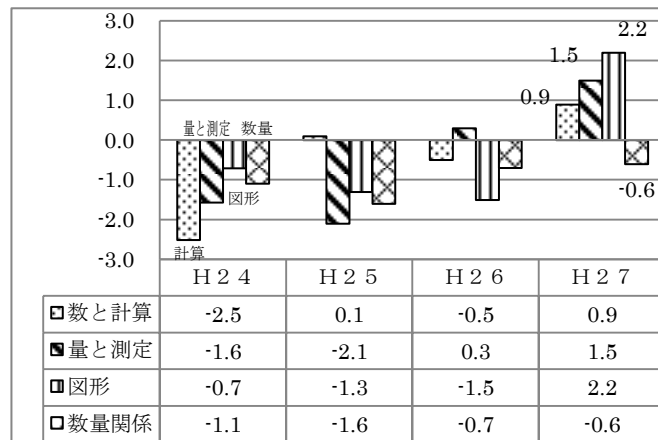 3.0
2.0
1.0
0.0
-1.0
-2.0
-3.0
量と測定 数量
図形
計算
0.9
1.5
2.2
-0.6
Ｈ２４ Ｈ２５ Ｈ２６ Ｈ２７
数と計算 -2.5 0.1 -0.5 0.9
量と測定 -1.6 -2.1 0.3 1.5
図形 -0.7 -1.3 -1.5 2.2
数量関係 -1.1 -1.6 -0.7 -0.6